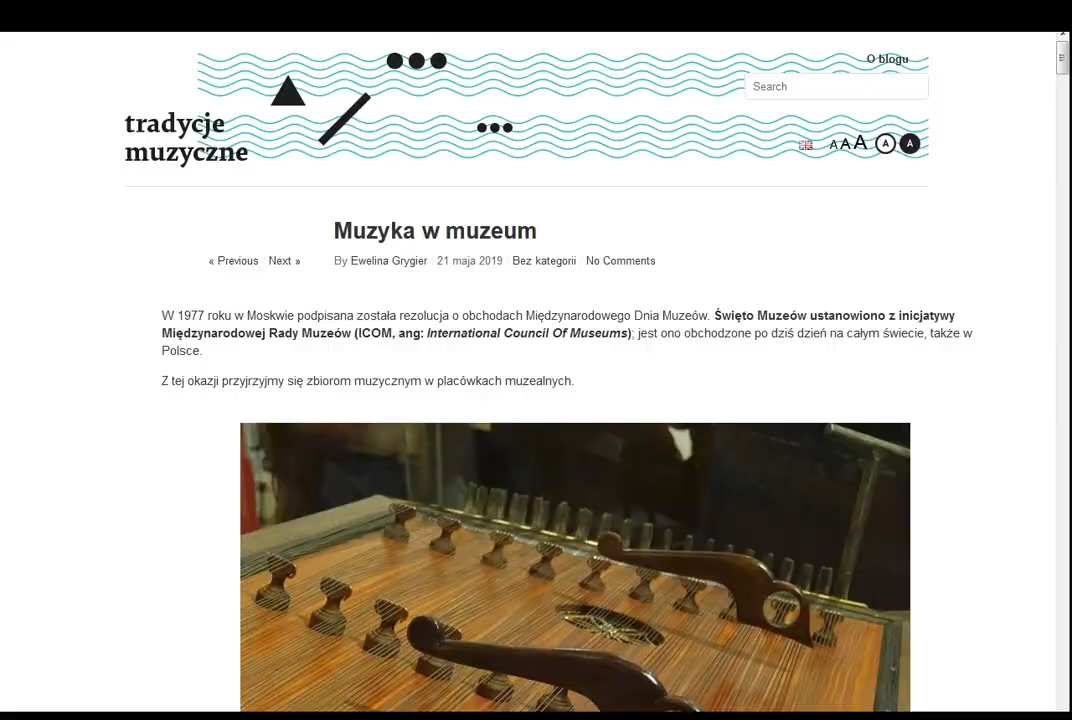 O blogu
Search
tradycje
muzyczne
A A A A A
Muzyka w muzeum
« Previous / Next »
By Ewelina Grygier / 21 maja 2019 / Bez kategorii / No Comments
W 1977 roku w Moskwie podpisana została rezolucja o obchodach Międzynarodowego Dnia Muzeów. Święto Muzeów ustanowiono z inicjatywy
Międzynarodowej Rady Muzeów (ICOM, ang: International Council Of Museums); jest ono obchodzone po dziś dzień na całym świecie, także w
Polsce.
Z tej okazji przyjrzyjmy się zbiorom muzycznym w placówkach muzealnych.